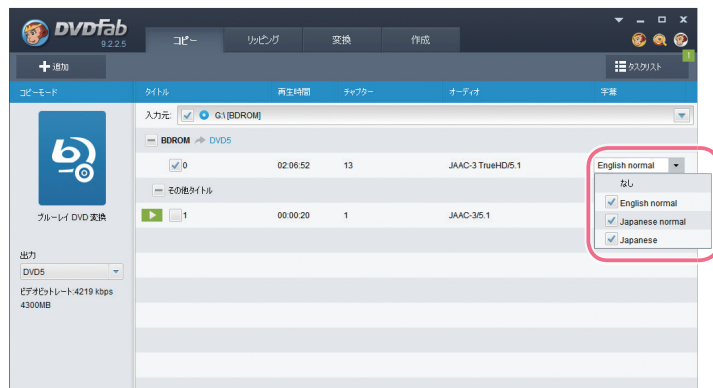 DVDFab
9.2.2.5
コピー
リッピング
変換
作成
追加
タスクリスト
1
コピーモード
タイトル
再生時間
チャプター
オーディオ
字幕
入力元:
G:\ [BDROM]
BDROM
DVD5
0
02:06:52
13
JAAC-3 TrueHD/5.1
English normal
なし
English normal
Japanese normal
Japanese
その他タイトル
1
00:00:20
1
JAAC-3/5.1
ブルーレイ DVD 変換
出力
DVD5
ビデオビットレート:4219 kbps
4300MB